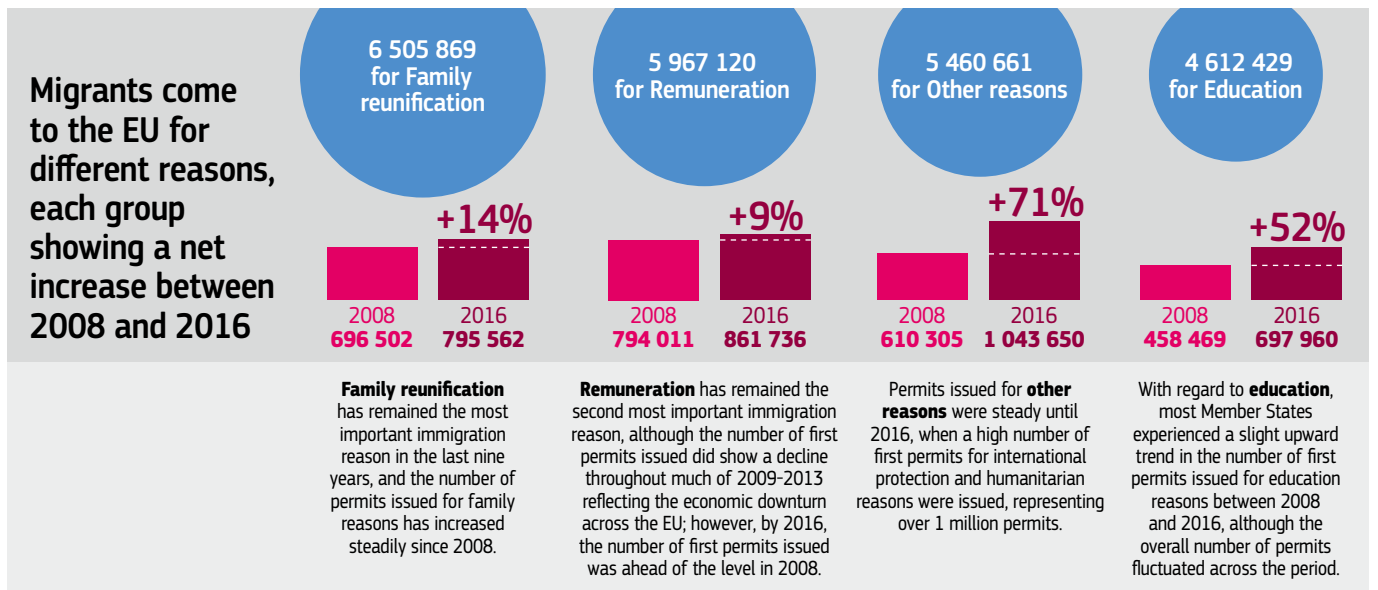 Migrants come
to the EU for
different reasons,
each group
showing a net
increase between
2008 and 2016
6 505 869
for Family
reunification
+14%
2008
696 502
2016
795 562
Family reunification
has remained the most
important immigration
reason in the last nine
years, and the number of
permits issued for family
reasons has increased
steadily since 2008.
5 967 120
for Remuneration
+9%
2008
794 011
2016
861 736
Remuneration has remained the
second most important immigration
reason, although the number of first
permits issued did show a decline
throughout much of 2009-2013
reflecting the economic downturn
across the EU; however, by 2016,
the number of first permits issued
was ahead of the level in 2008.
5 460 661
for Other reasons
+71%
2008
610 305
2016
1 043 650
Permits issued for other
reasons were steady until
2016, when a high number of
first permits for international
protection and humanitarian
reasons were issued, representing
over 1 million permits.
4 612 429
for Education
+52%
2008
458 469
2016
697 960
With regard to education,
most Member States
experienced a slight upward
trend in the number of first
permits issued for education
reasons between 2008
and 2016, although the
overall number of permits
fluctuated across the period.